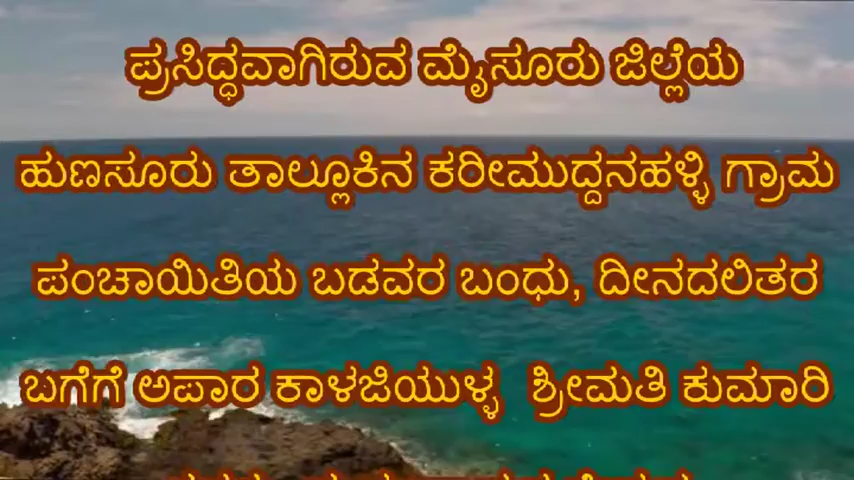 ಪ್ರಸಿದ್ಧವಾಗಿರುವ ಮೈಸೂರು ಜಿಲ್ಲೆಯ
ಹುಣಸೂರು ತಾಲ್ಲೂಕಿನ ಕರೀಮುದ್ದನಹಳ್ಳಿ ಗ್ರಾಮ
ಪಂಚಾಯಿತಿಯ ಬಡವರ ಬಂಧು, ದೀನದಲಿತರ
ಬಗೆಗೆ ಅಪಾರ ಕಾಳಜಿಯುಳ್ಳ ಶ್ರೀಮತಿ ಕುಮಾರಿ